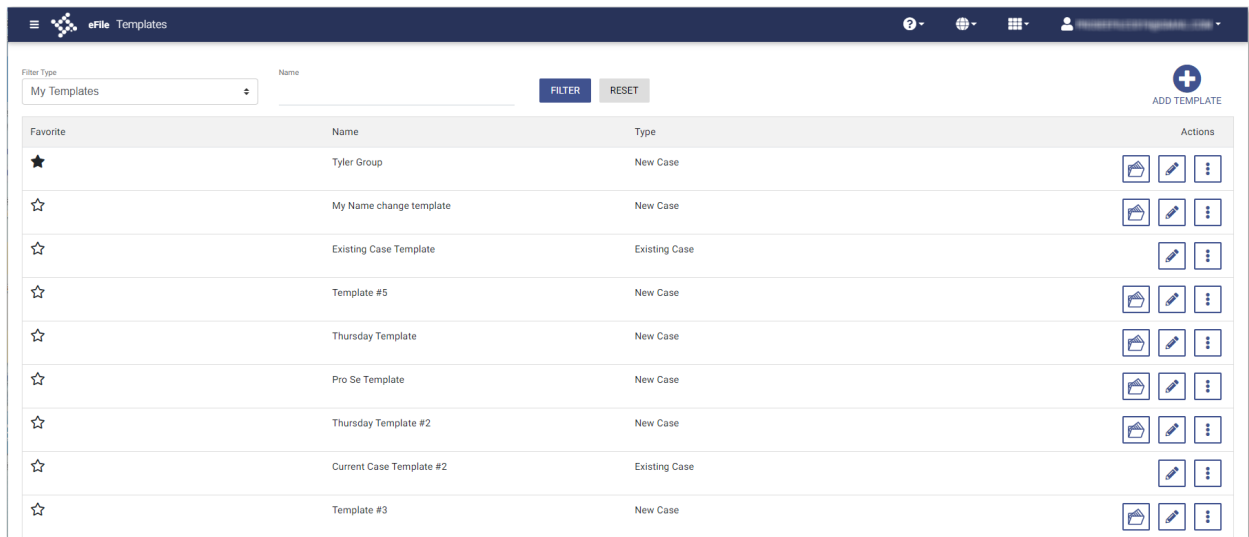 eFile Templates
Filter Type
Name
My Templates
FILTER RESET
ADD TEMPLATE
Favorite Name Type Actions
Tyler Group New Case
My Name change template New Case
Existing Case Template Existing Case
Template #5 New Case
Thursday Template New Case
Pro Se Template New Case
Thursday Template #2 New Case
Current Case Template #2 Existing Case
Template #3 New Case